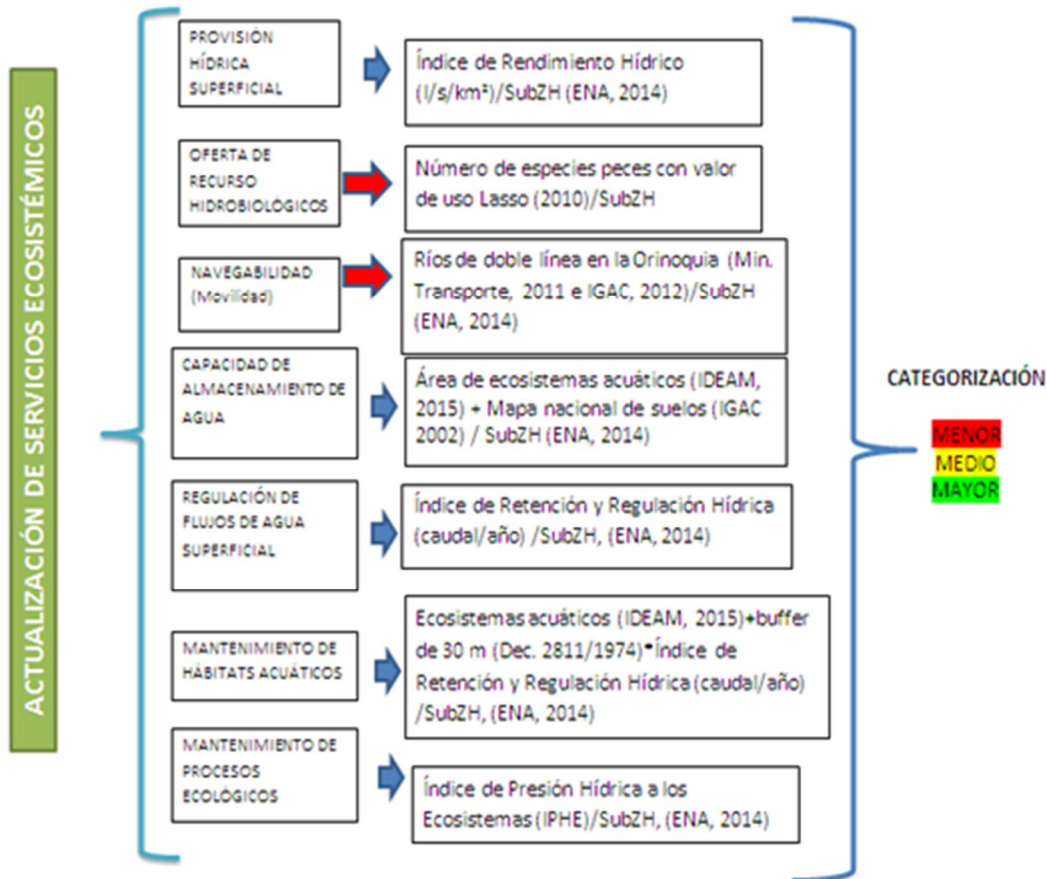 ACTUALIZACIÓN DE SERVICIOS ECOSISTÉMICOS
PROVISIÓN
HÍDRICA
SUPERFICIAL
Índice de Rendimiento Hídrico
(l/s/km²)/SubZH (ENA, 2014)
OFERTA DE
RECURSO
HIDROBIOLÓGICOS
Número de especies peces con valor
de uso Lasso (2010)/SubZH
NAVEGABILIDAD
(Movilidad)
Ríos de doble línea en la Orinoquia (Min.
Transporte, 2011 e IGAC, 2012)/SubZH
(ENA, 2014)
CAPACIDAD DE
ALMACENAMIENTO DE
AGUA
Área de ecosistemas acuáticos (IDEAM,
2015) + Mapa nacional de suelos (IGAC
2002) / SubZH (ENA, 2014)
REGULACIÓN DE
FLUJOS DE AGUA
SUPERFICIAL
Índice de Retención y Regulación Hídrica
(caudal/año) /SubZH, (ENA, 2014)
MANTENIMIENTO DE
HÁBITATS ACUÁTICOS
Ecosistemas acuáticos (IDEAM, 2015)+buffer
de 30 m (Dec. 2811/1974)*Índice de
Retención y Regulación Hídrica (caudal/año)
/SubZH, (ENA, 2014)
MANTENIMIENTO DE
PROCESOS
ECOLÓGICOS
Índice de Presión Hídrica a los
Ecosistemas (IPHE)/SubZH, (ENA, 2014)
CATEGORIZACIÓN
MENOR
MEDIO
MAYOR